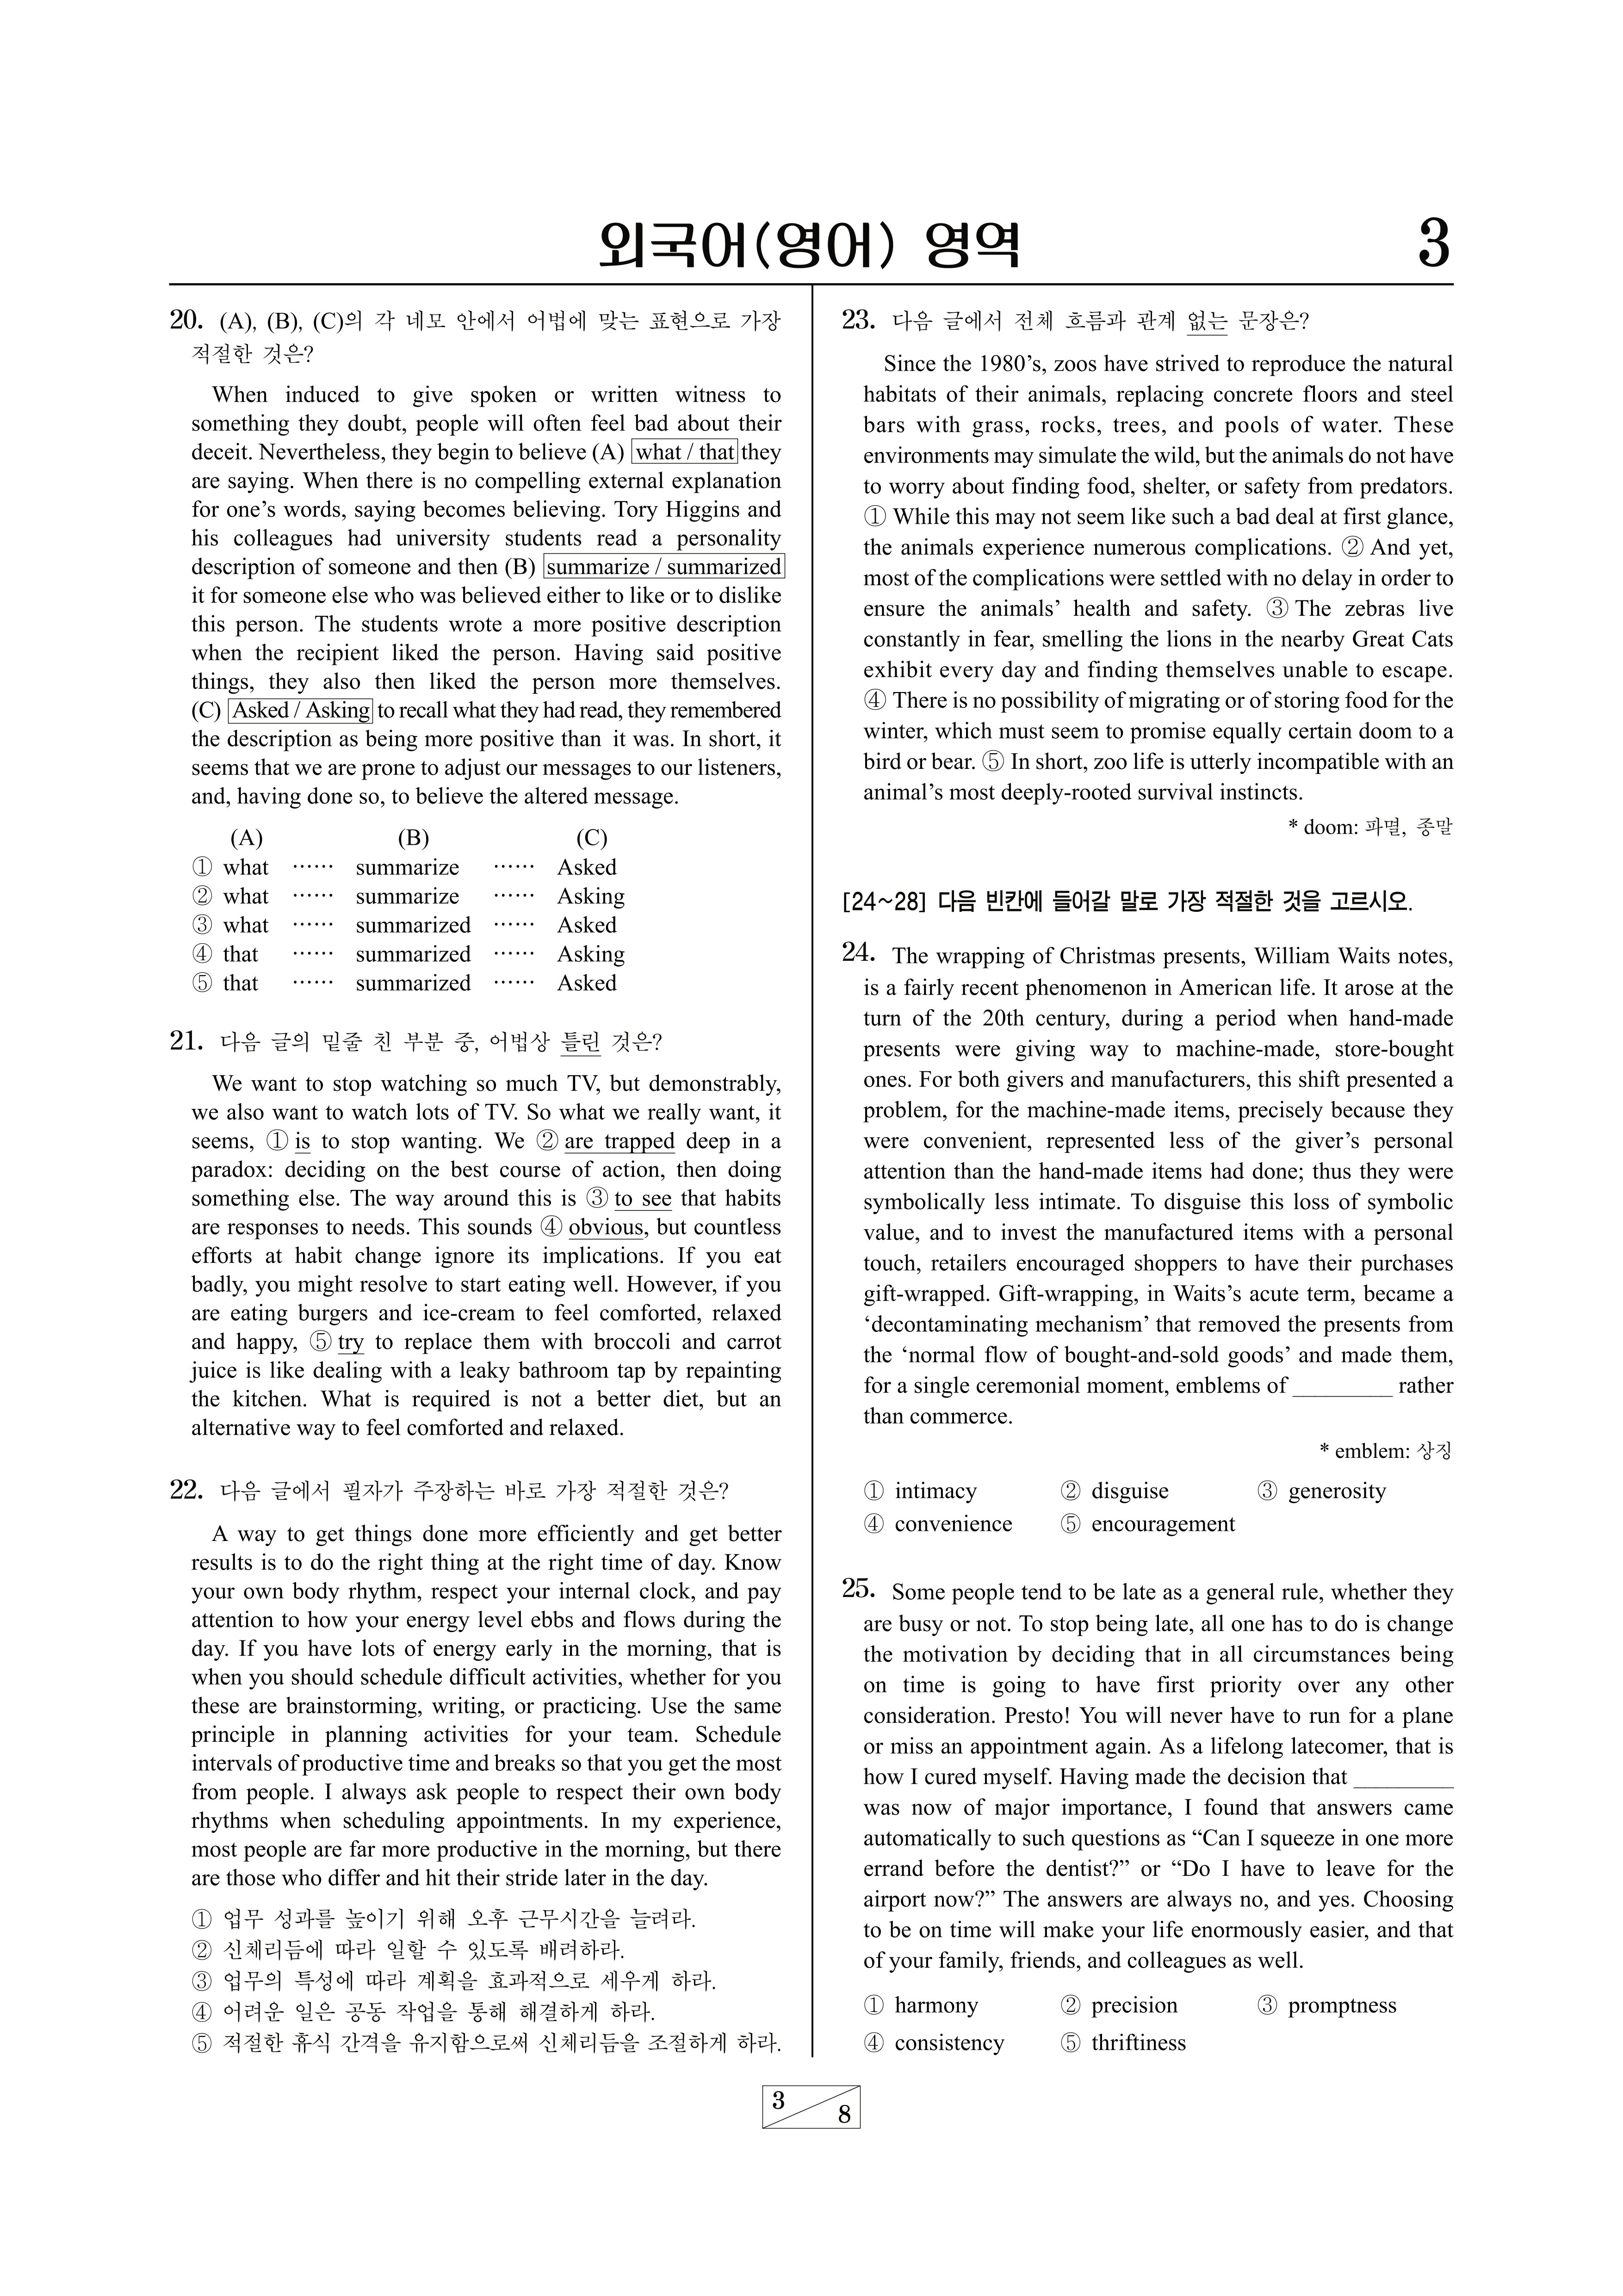 외국어(영어) 영역
3
20. (A), (B), (C)의 각 네모 안에서 어법에 맞는 표현으로 가장
적절한 것은?
When induced to give spoken or written witness to
something they doubt, people will often feel bad about their
deceit. Nevertheless, they begin to believe (A) what / that they
are saying. When there is no compelling external explanation
for one’s words, saying becomes believing. Tory Higgins and
his colleagues had university students read a personality
description of someone and then (B) summarize / summarized
it for someone else who was believed either to like or to dislike
this person. The students wrote a more positive description
when the recipient liked the person. Having said positive
things, they also then liked the person more themselves.
(C) Asked / Asking to recall what they had read, they remembered
the description as being more positive than it was. In short, it
seems that we are prone to adjust our messages to our listeners,
and, having done so, to believe the altered message.
(A) (B) (C)
① what ······ summarize ······ Asked
② what ······ summarize ······ Asking
③ what ······ summarized ······ Asked
④ that ······ summarized ······ Asking
⑤ that ······ summarized ······ Asked
21. 다음 글의 밑줄 친 부분 중, 어법상 틀린 것은?
We want to stop watching so much TV, but demonstrably,
we also want to watch lots of TV. So what we really want, it
seems, ① is to stop wanting. We ② are trapped deep in a
paradox: deciding on the best course of action, then doing
something else. The way around this is ③ to see that habits
are responses to needs. This sounds ④ obvious, but countless
efforts at habit change ignore its implications. If you eat
badly, you might resolve to start eating well. However, if you
are eating burgers and ice-cream to feel comforted, relaxed
and happy, ⑤ try to replace them with broccoli and carrot
juice is like dealing with a leaky bathroom tap by repainting
the kitchen. What is required is not a better diet, but an
alternative way to feel comforted and relaxed.
22. 다음 글에서 필자가 주장하는 바로 가장 적절한 것은?
A way to get things done more efficiently and get better
results is to do the right thing at the right time of day. Know
your own body rhythm, respect your internal clock, and pay
attention to how your energy level ebbs and flows during the
day. If you have lots of energy early in the morning, that is
when you should schedule difficult activities, whether for you
these are brainstorming, writing, or practicing. Use the same
principle in planning activities for your team. Schedule
intervals of productive time and breaks so that you get the most
from people. I always ask people to respect their own body
rhythms when scheduling appointments. In my experience,
most people are far more productive in the morning, but there
are those who differ and hit their stride later in the day.
① 업무 성과를 높이기 위해 오후 근무시간을 늘려라.
② 신체리듬에 따라 일할 수 있도록 배려하라.
③ 업무의 특성에 따라 계획을 효과적으로 세우게 하라.
④ 어려운 일은 공동 작업을 통해 해결하게 하라.
⑤ 적절한 휴식 간격을 유지함으로써 신체리듬을 조절하게 하라.
23. 다음 글에서 전체 흐름과 관계 없는 문장은?
Since the 1980’s, zoos have strived to reproduce the natural
habitats of their animals, replacing concrete floors and steel
bars with grass, rocks, trees, and pools of water. These
environments may simulate the wild, but the animals do not have
to worry about finding food, shelter, or safety from predators.
① While this may not seem like such a bad deal at first glance,
the animals experience numerous complications. ② And yet,
most of the complications were settled with no delay in order to
ensure the animals’ health and safety. ③ The zebras live
constantly in fear, smelling the lions in the nearby Great Cats
exhibit every day and finding themselves unable to escape.
④ There is no possibility of migrating or of storing food for the
winter, which must seem to promise equally certain doom to a
bird or bear. ⑤ In short, zoo life is utterly incompatible with an
animal’s most deeply-rooted survival instincts.
* doom: 파멸, 종말
[24~28] 다음 빈칸에 들어갈 말로 가장 적절한 것을 고르시오.
24. The wrapping of Christmas presents, William Waits notes,
is a fairly recent phenomenon in American life. It arose at the
turn of the 20th century, during a period when hand-made
presents were giving way to machine-made, store-bought
ones. For both givers and manufacturers, this shift presented a
problem, for the machine-made items, precisely because they
were convenient, represented less of the giver’s personal
attention than the hand-made items had done; thus they were
symbolically less intimate. To disguise this loss of symbolic
value, and to invest the manufactured items with a personal
touch, retailers encouraged shoppers to have their purchases
gift-wrapped. Gift-wrapping, in Waits’s acute term, became a
‘decontaminating mechanism’ that removed the presents from
the ‘normal flow of bought-and-sold goods’ and made them,
for a single ceremonial moment, emblems of ________ rather
than commerce.
* emblem: 상징
① intimacy ② disguise ③ generosity
④ convenience ⑤ encouragement
25. Some people tend to be late as a general rule, whether they
are busy or not. To stop being late, all one has to do is change
the motivation by deciding that in all circumstances being
on time is going to have first priority over any other
consideration. Presto! You will never have to run for a plane
or miss an appointment again. As a lifelong latecomer, that is
how I cured myself. Having made the decision that ________
was now of major importance, I found that answers came
automatically to such questions as “Can I squeeze in one more
errand before the dentist?” or “Do I have to leave for the
airport now?” The answers are always no, and yes. Choosing
to be on time will make your life enormously easier, and that
of your family, friends, and colleagues as well.
① harmony ② precision ③ promptness
④ consistency ⑤ thriftiness
3
8